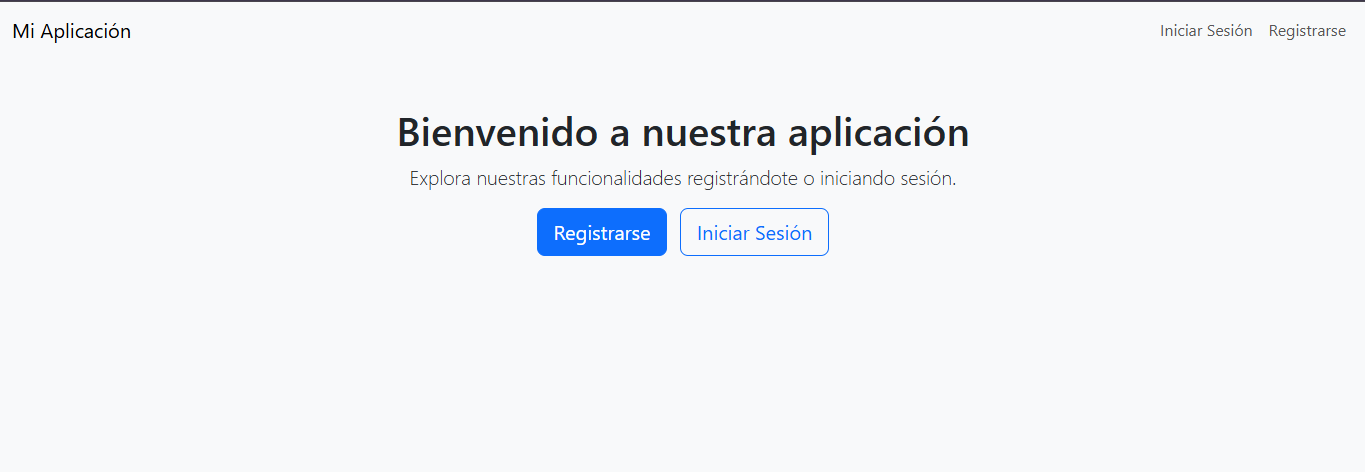 Mi Aplicación
Iniciar Sesión Registrarse
Bienvenido a nuestra aplicación
Explora nuestras funcionalidades registrándote o iniciando sesión.
Registrarse Iniciar Sesión